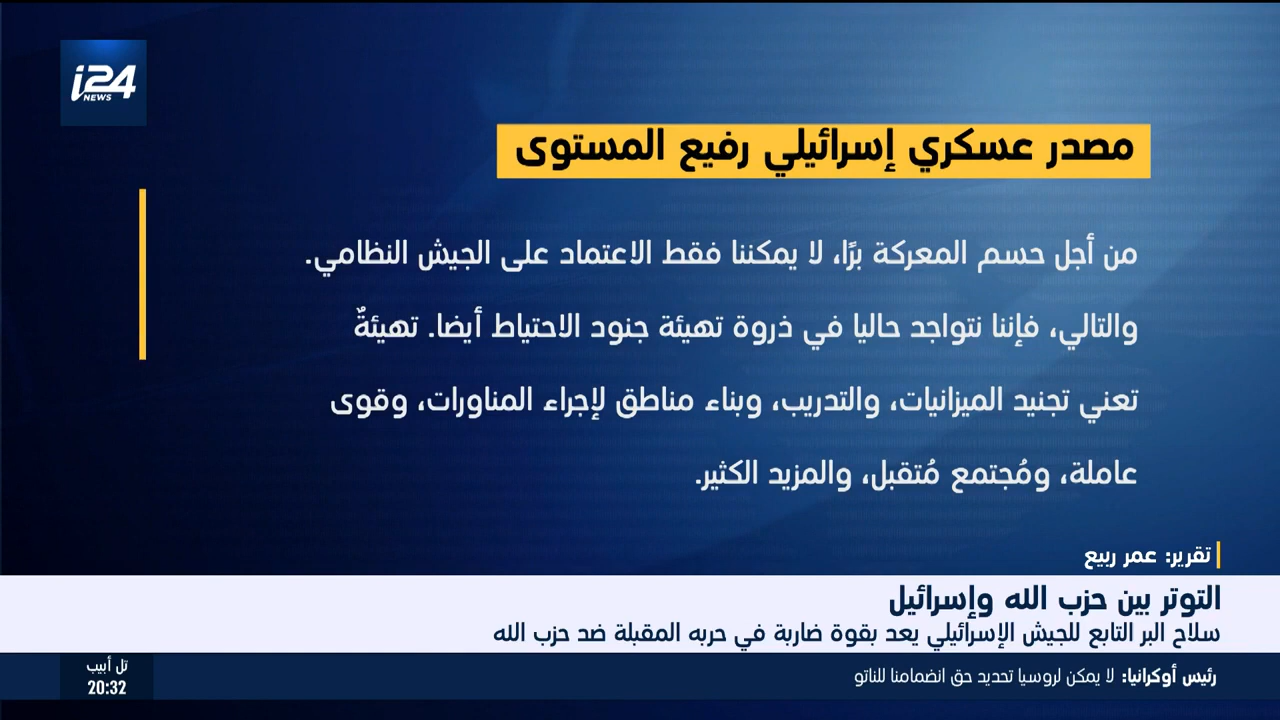 i24
NEWS
مصدر عسكري إسرائيلي رفيع المستوى
من أجل حسم المعركة برًا، لا يمكننا فقط الاعتماد على الجيش النظامي.
والتالي، فإننا نتواجد حاليا في ذروة تهيئة جنود الاحتياط أيضا. تهيئةٌ
تعني تجنيد الميزانيات، والتدريب، وبناء مناطق لإجراء المناورات، وقوى
عاملة، ومُجتمع مُتقبل، والمزيد الكثير.
تقرير: عمر ربيع
التوتر بين حزب الله وإسرائيل
سلاح البر التابع للجيش الإسرائيلي يعد بقوة ضاربة في حربه المقبلة ضد حزب الله
رئيس أوكرانيا: لا يمكن لروسيا تحديد حق انضمامنا للناتو
تل أبيب
20:32